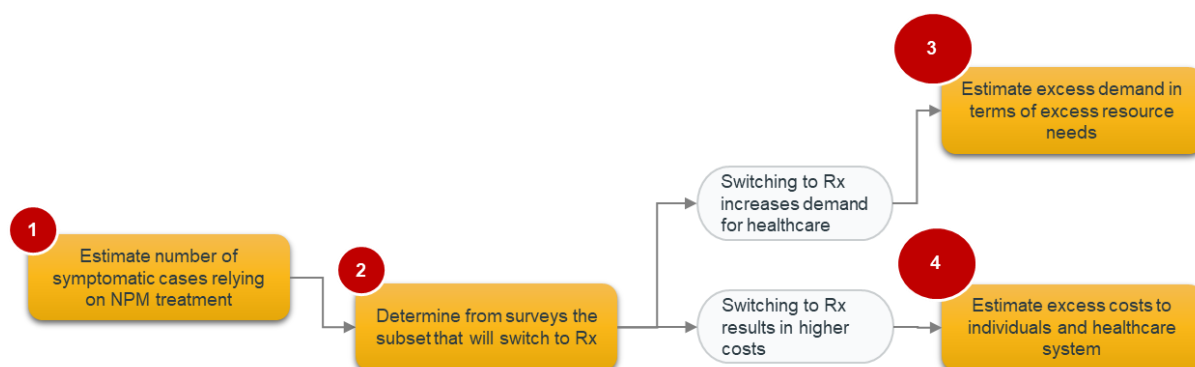 1
Estimate number of
symptomatic cases relying
on NPM treatment
2
Determine from surveys the
subset that will switch to Rx
Switching to Rx
increases demand
for healthcare
3
Estimate excess demand in
terms of excess resource
needs
Switching to Rx
results in higher
costs
4
Estimate excess costs to
individuals and healthcare
system